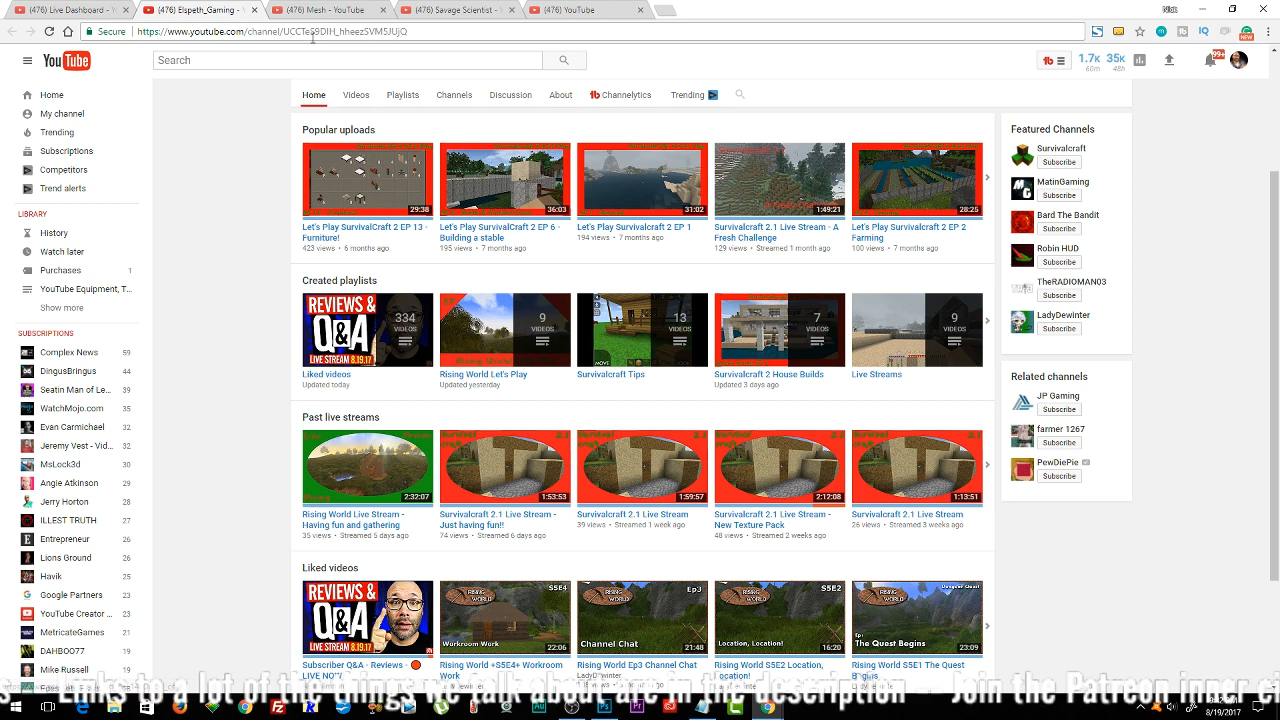 (476) Live Dashboard - Y
(476) Elspeth_Gaming -
(476) Mesh - YouTube
(476) Savage Scientist -
(476) YouTube
Nick
Secure
YouTube
Search
1.7k
60m
35k
48h
99+
Home
Videos
Playlists
Channels
Discussion
About
Channelytics
Trending
Home
My channel
Trending
Subscriptions
Competitors
Trend alerts
LIBRARY
History
Watch later
Purchases 1
YouTube Equipment, T...
Show more
SUBSCRIPTIONS
Complex News 59
DingusBringus 44
Seatin Man of Le... 39
WatchMojo.com 35
Evan Carmichael 32
Jeremy Vest - Vid... 32
MsLock3d 30
Angie Atkinson 29
Jerry Horton 28
ILLEST TRUTH 27
Entrepreneur 26
Lions Ground 26
Havik 25
Google Partners 23
YouTube Creator ... 23
MetricateGames 21
DAHBOO77 20
Mike Russell 19
Popular uploads
29:38
36:03
31:02
1:49:21
28:25
Let's Play SurvivalCraft 2 EP 13 -
Furniture!
423 views • 6 months ago
Let's Play SurvivalCraft 2 EP 6 -
Building a stable
195 views • 7 months ago
Let's Play SurvivalCraft 2 EP 1
194 views • 7 months ago
Survivalcraft 2.1 Live Stream - A
Fresh Challenge
129 views • Streamed 1 month ago
Let's Play SurvivalCraft 2 EP 2
Farming
100 views • 7 months ago
Created playlists
REVIEWS &
Q&A
LIVE STREAM 8.19.17
334
VIDEOS
9
VIDEOS
13
VIDEOS
7
VIDEOS
9
VIDEOS
Liked videos
Updated today
Rising World Let's Play
Updated yesterday
Survivalcraft Tips
Survivalcraft 2 House Builds
Updated 3 days ago
Live Streams
Past live streams
2:32:07
1:53:53
1:59:57
2:12:08
1:13:51
Rising World Live Stream -
Having fun and gathering
35 views • Streamed 5 days ago
Survivalcraft 2.1 Live Stream -
Just having fun!!
74 views • Streamed 6 days ago
Survivalcraft 2.1 Live Stream
39 views • Streamed 1 week ago
Survivalcraft 2.1 Live Stream -
New Texture Pack
48 views • Streamed 2 weeks ago
Survivalcraft 2.1 Live Stream
26 views • Streamed 3 weeks ago
Liked videos
REVIEWS &
Q&A
LIVE STREAM 8.19.17
RISING WORLD
S5E4
Workroom Work
22:06
RISING WORLD
Ep3
Channel Chat
21:48
RISING WORLD
S5E2
Location, Location!
16:20
RISING WORLD
Ep1
The Quest Begins
23:09
Subscriber Q&A - Reviews -
LIVE NOW
Rising World +S5E4+ Workroom
Work
Rising World Ep3 Channel Chat
LadyDewinter
Rising World S5E2 Location,
Location!
Rising World S5E1 The Quest
Begins
Featured Channels
Survivalcraft
Subscribe
MatinGaming
Subscribe
Bard The Bandit
Subscribe
Robin HUD
Subscribe
TheRADIOMAN03
Subscribe
LadyDewinter
Subscribe
Related channels
JP Gaming
Subscribe
farmer 1267
Subscribe
PewDiePie
Subscribe
Links to a lot of the things we talk about are in the description
Join the Patreon inner
8/19/2017